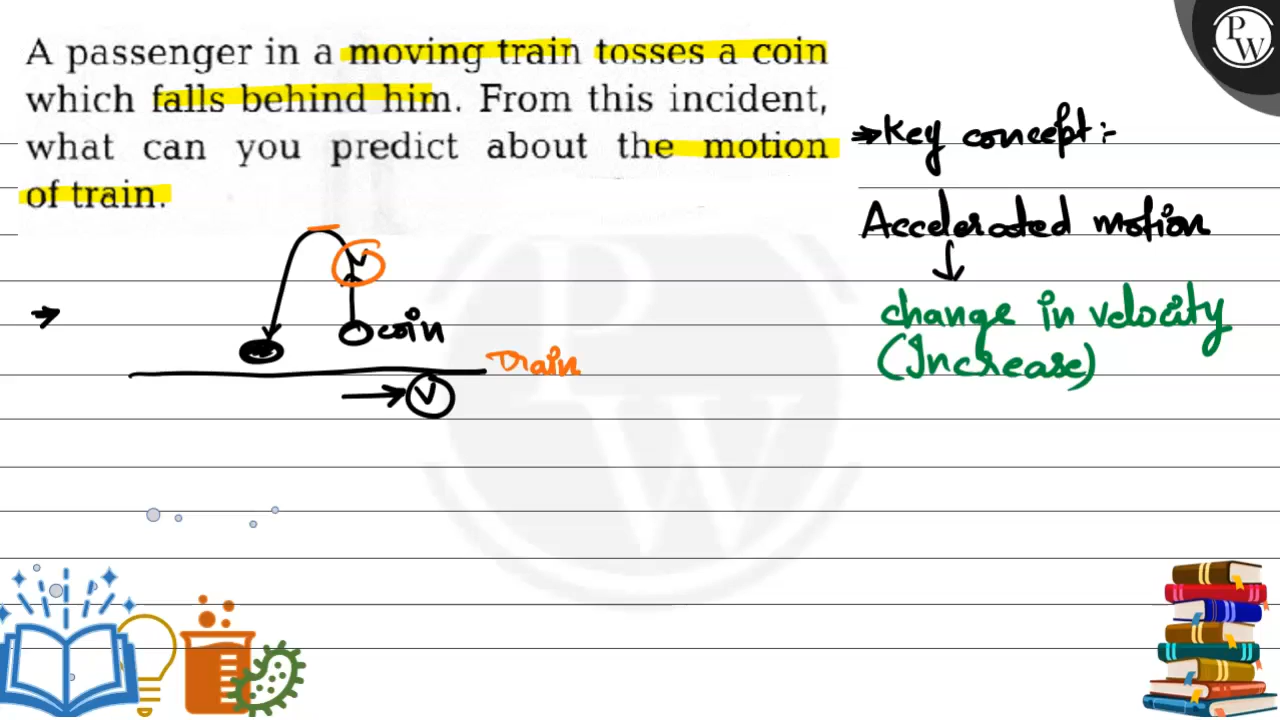 A passenger in a moving train tosses a coin
which falls behind him. From this incident,
what can you predict about the motion
of train.
→ Key concept :-
Accelerated motion
↓
change in velocity
(Increase)
→
coin
Train
→ V
P
W
P
W